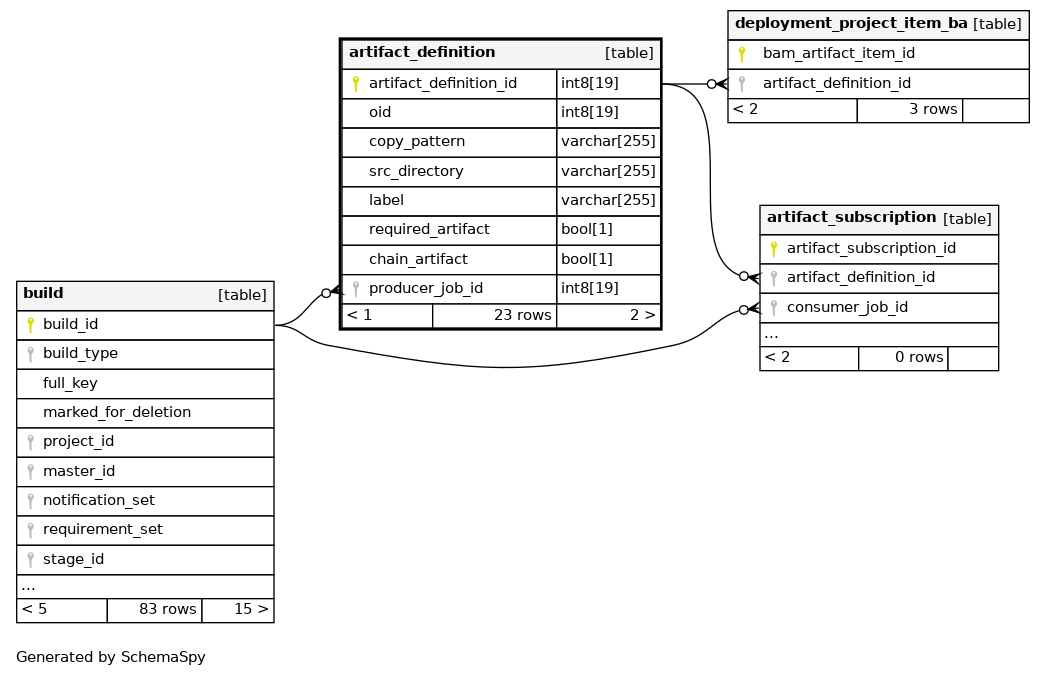 deployment_project_item_ba [table]
bam_artifact_item_id
artifact_definition_id
< 2 3 rows
artifact_definition [table]
artifact_definition_id int8[19]
oid int8[19]
copy_pattern varchar[255]
src_directory varchar[255]
label varchar[255]
required_artifact bool[1]
chain_artifact bool[1]
producer_job_id int8[19]
< 1 23 rows 2 >
artifact_subscription [table]
artifact_subscription_id
artifact_definition_id
consumer_job_id
...
< 2 0 rows
build [table]
build_id
build_type
full_key
marked_for_deletion
project_id
master_id
notification_set
requirement_set
stage_id
...
< 5 83 rows 15 >
Generated by SchemaSpy